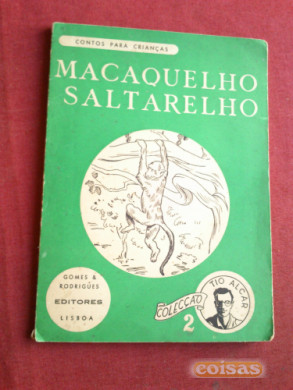 CONTOS PARA CRIANÇAS
MACAQUELHO
SALTARELHO
GOMES &
RODRIGUES
EDITORES
LISBOA
COLECÇÃO
2
TIO ALCAR
coisas